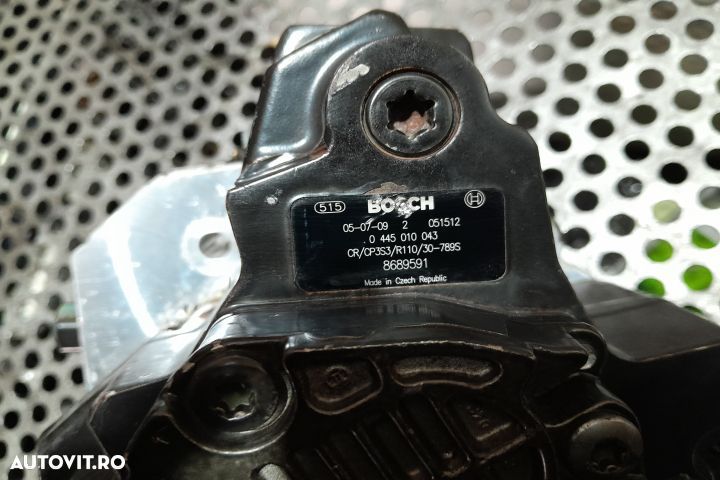 515 BOSCH
05-07-09 2 051512
.0 445 010 043
CR/CP3S3/R110/30-789S
8689591
Made in Czech Republic
AUTOVIT.RO